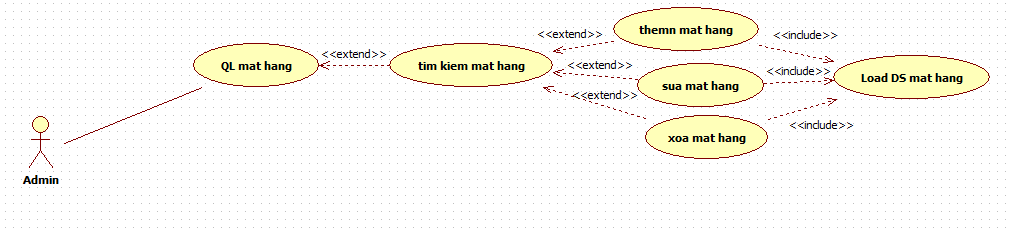 themn mat hang
<<extend>>
<<include>>
<<extend>>
QL mat hang
tim kiem mat hang
<<extend>>
<<include>>
Load DS mat hang
sua mat hang
<<extend>>
<<include>>
xoa mat hang
Admin